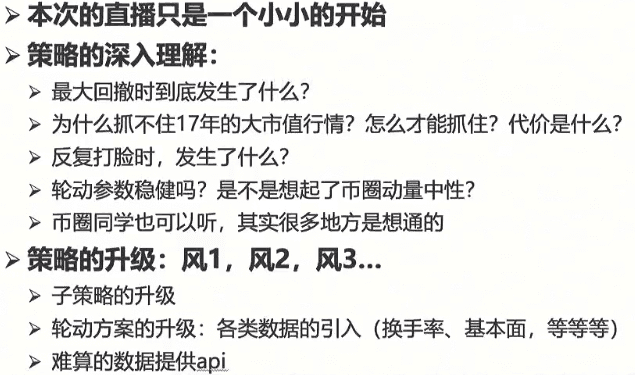 本次的直播只是一个小小的开始
策略的深入理解：
最大回撤时到底发生了什么？
为什么抓不住17年的大市值行情？怎么才能抓住？代价是什么？
反复打脸时，发生了什么？
轮动参数稳健吗？是不是想起了币圈动量中性？
币圈同学也可以听，其实很多地方是想通的
策略的升级：风1，风2，风3...
子策略的升级
轮动方案的升级：各类数据的引入（换手率、基本面，等等等）
难算的数据提供api